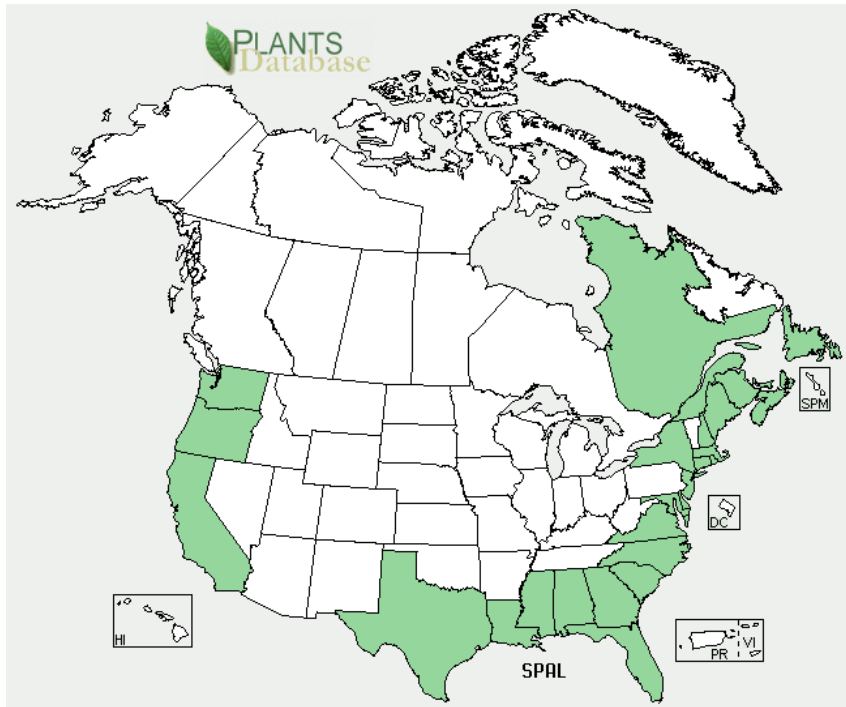 PLANTS
Database
SPM
DC
HI
PR
VI
SPAL